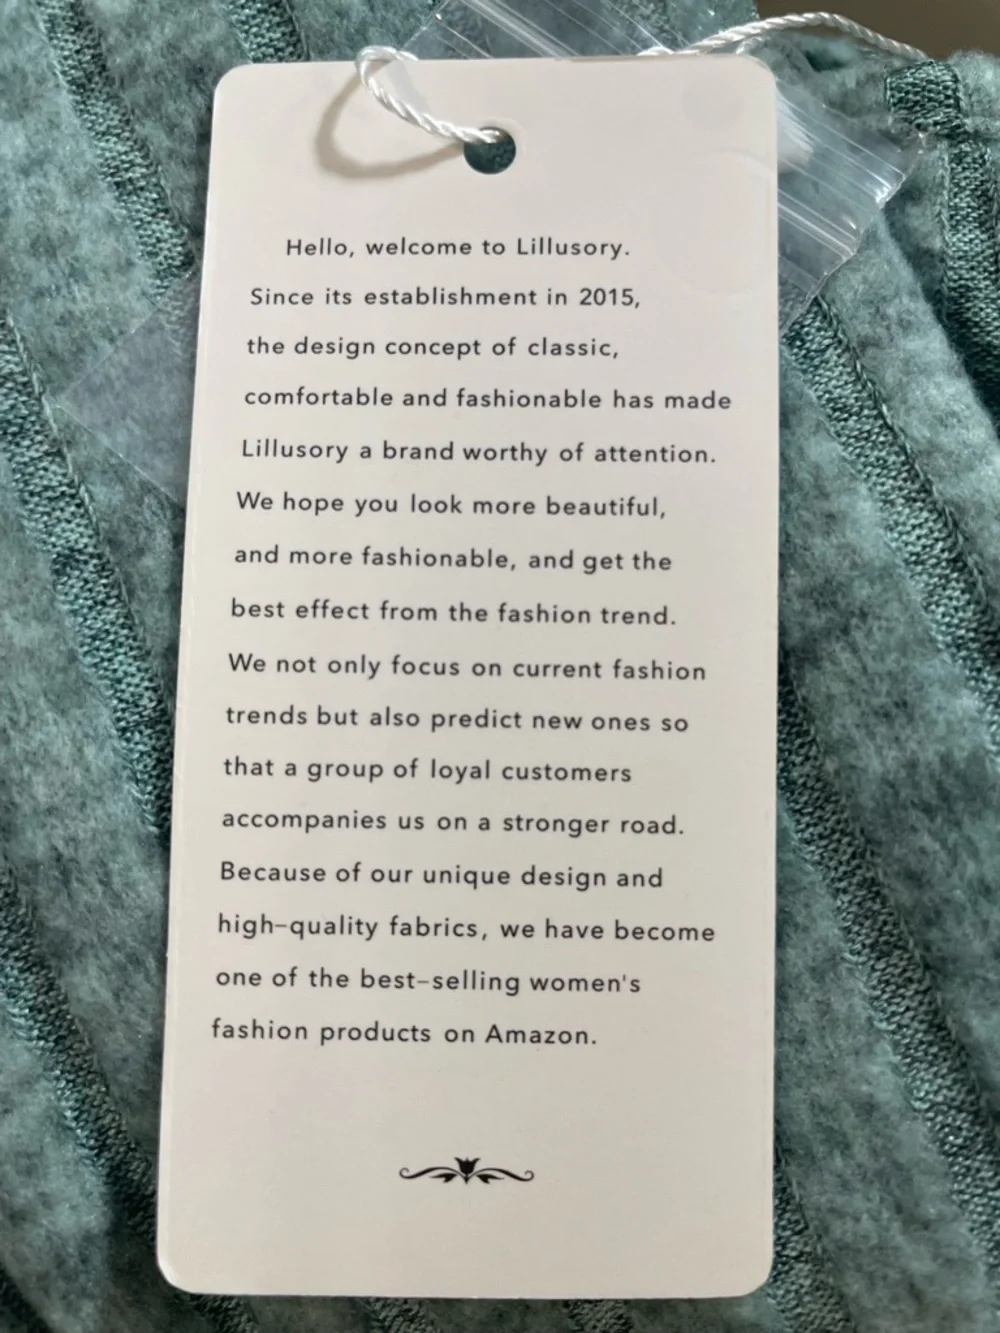 Hello, welcome to Lillusory.
Since its establishment in 2015,
the design concept of classic,
comfortable and fashionable has made
Lillusory a brand worthy of attention.
We hope you look more beautiful,
and more fashionable, and get the
best effect from the fashion trend.
We not only focus on current fashion
trends but also predict new ones so
that a group of loyal customers
accompanies us on a stronger road.
Because of our unique design and
high-quality fabrics, we have become
one of the best-selling women's
fashion products on Amazon.